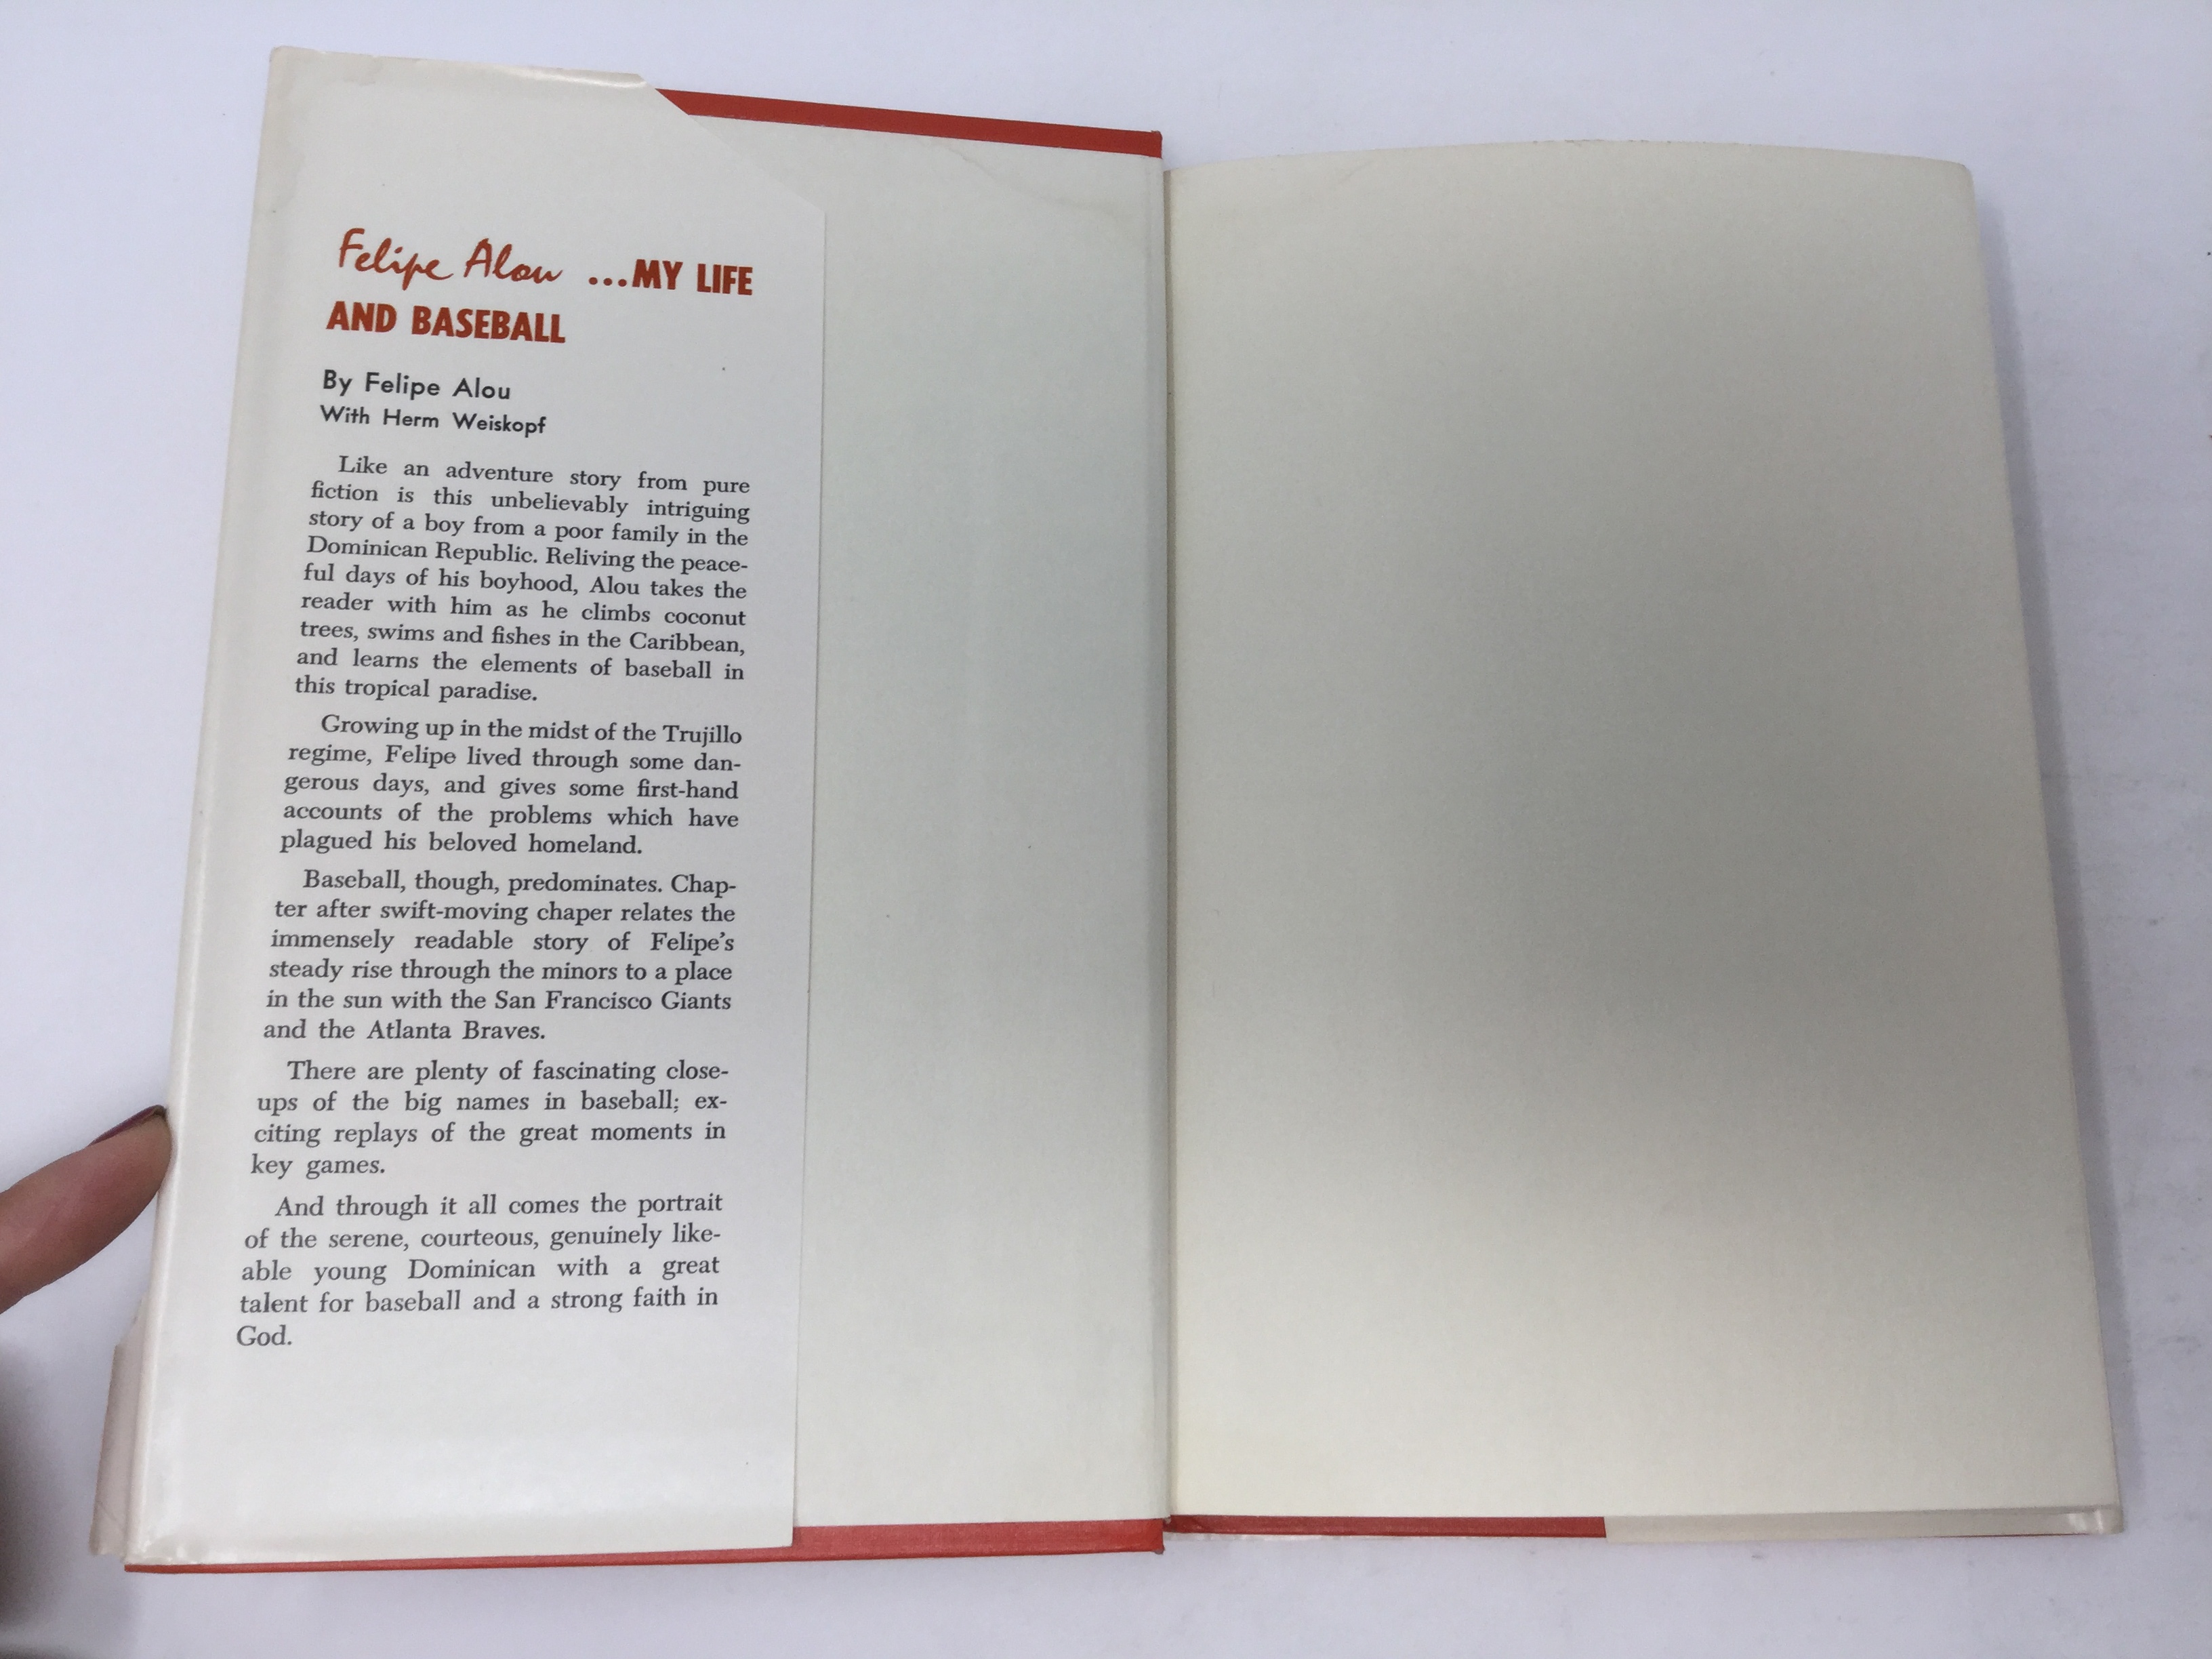 Felipe Alou ...MY LIFE
AND BASEBALL
By Felipe Alou
With Herm Weiskopf
Like an adventure story from pure
fiction is this unbelievably intriguing
story of a boy from a poor family in the
Dominican Republic. Reliving the peace-
ful days of his boyhood, Alou takes the
reader with him as he climbs coconut
trees, swims and fishes in the Caribbean,
and learns the elements of baseball in
this tropical paradise.
Growing up in the midst of the Trujillo
regime, Felipe lived through some dan-
gerous days, and gives some first-hand
accounts of the problems which have
plagued his beloved homeland.
Baseball, though, predominates. Chap-
ter after swift-moving chaper relates the
immensely readable story of Felipe's
steady rise through the minors to a place
in the sun with the San Francisco Giants
and the Atlanta Braves.
There are plenty of fascinating close-
ups of the big names in baseball; ex-
citing replays of the great moments in
key games.
And through it all comes the portrait
of the serene, courteous, genuinely like-
able young Dominican with a great
talent for baseball and a strong faith in
God.